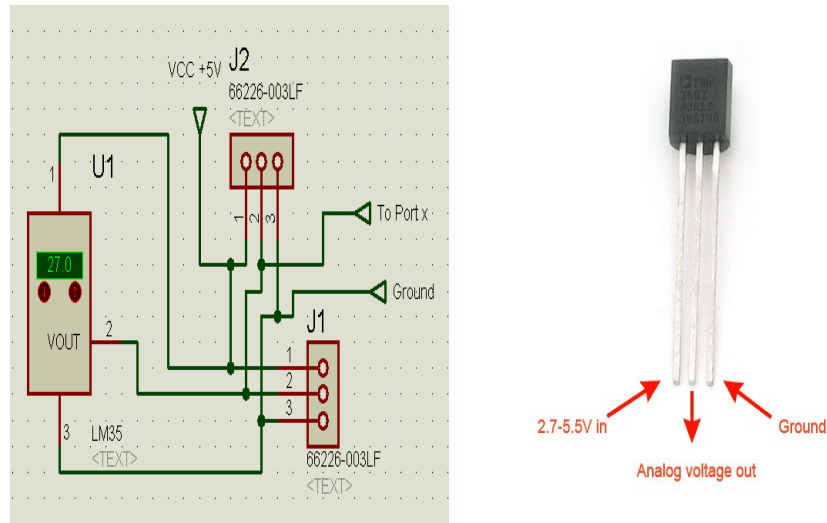 J2
VCC +5V
66226-003LF
<TEXT>
1
U1
1
2
3
To Port x
27.0
Ground
J1
VOUT
2
1
2
3
3
LM35
<TEXT>
66226-003LF
<TEXT>
2.7-5.5V in
Ground
Analog voltage out